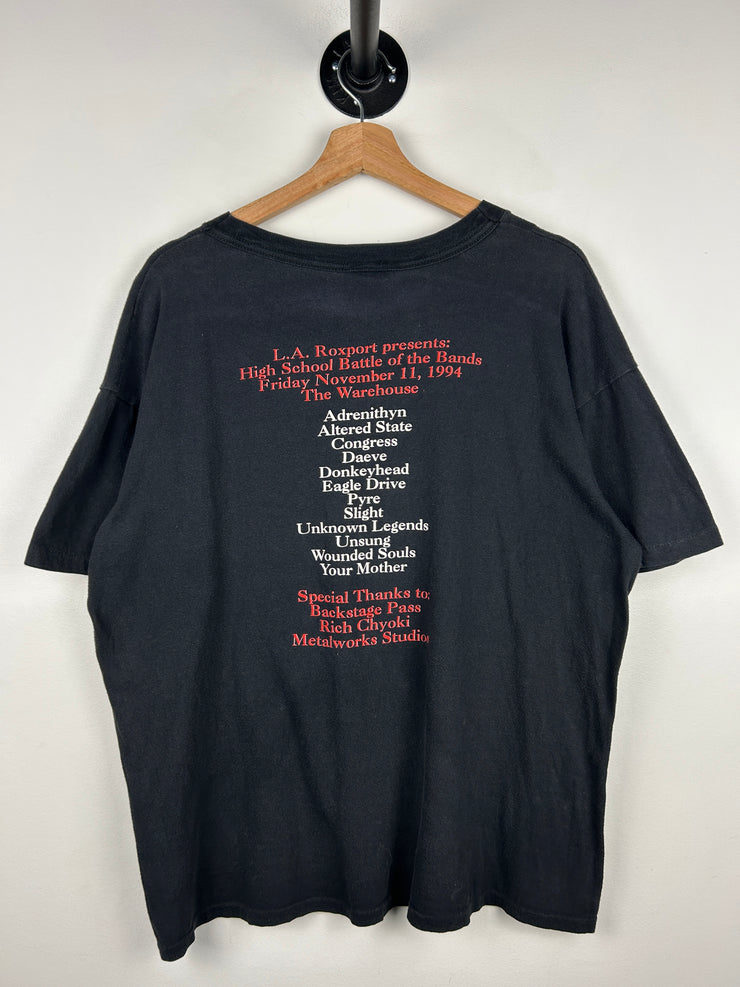 L.A. Roxport presents:
High School Battle of the Bands
Friday November 11, 1994
The Warehouse
Adrenithyn
Altered State
Congress
Daeve
Donkeyhead
Eagle Drive
Pyre
Slight
Unknown Legends
Unsung
Wounded Souls
Your Mother
Special Thanks to:
Backstage Pass
Rich Chyoki
Metalworks Studios